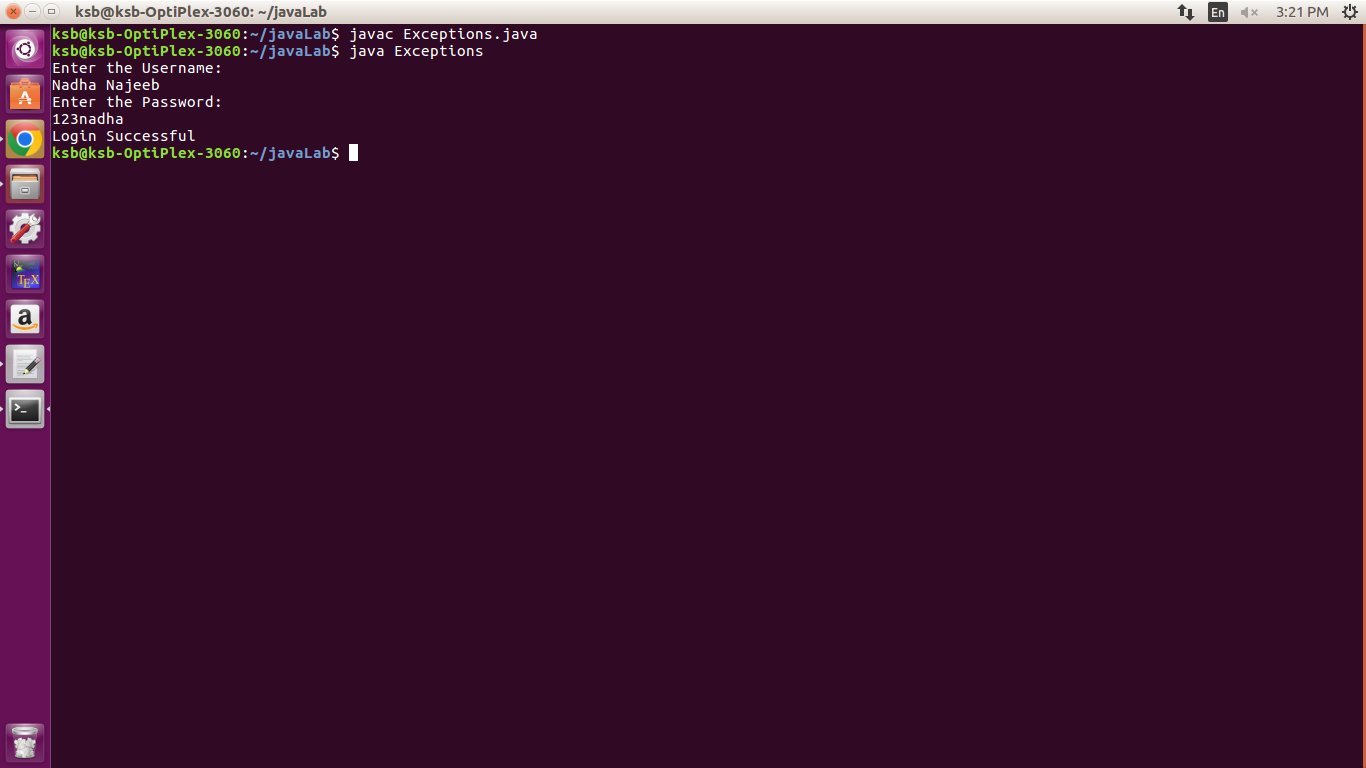 ksb@ksb-OptiPlex-3060: ~/javaLab
En
3:21 PM
ksb@ksb-OptiPlex-3060:~/javaLab$ javac Exceptions.java
ksb@ksb-OptiPlex-3060:~/javaLab$ java Exceptions
Enter the Username:
Nadha Najeeb
Enter the Password:
123nadha
Login Successful
ksb@ksb-OptiPlex-3060:~/javaLab$
TEX
a
>_